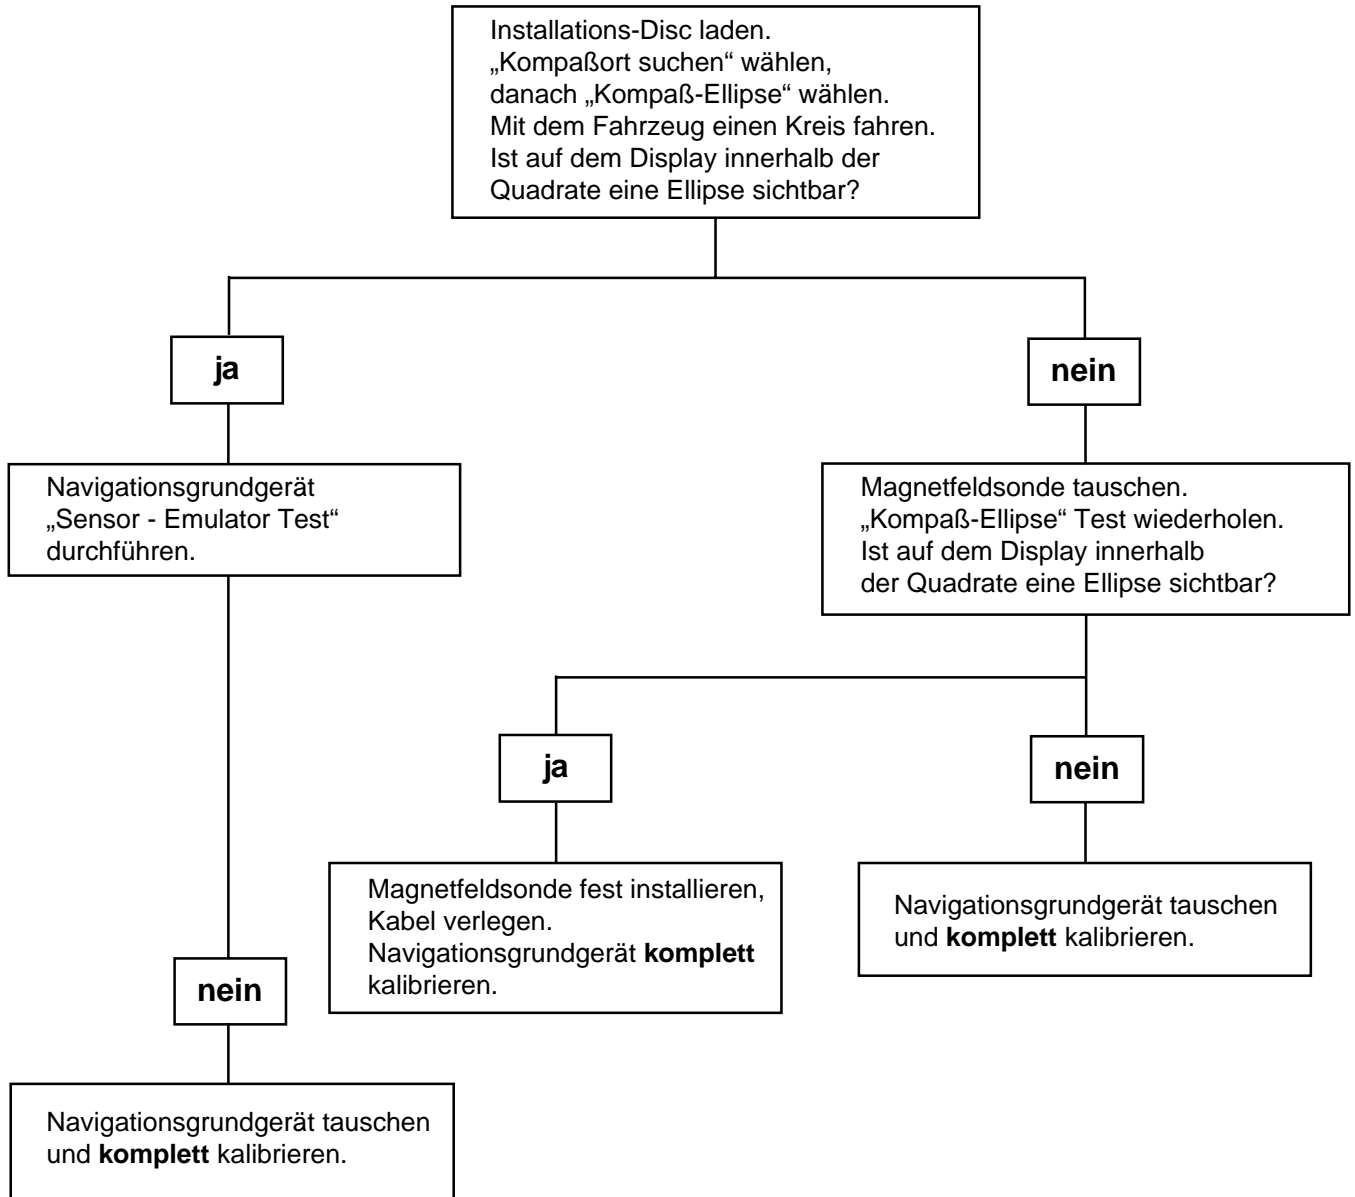 Installations-Disc laden.
„Kompaßort suchen“ wählen,
danach „Kompaß-Ellipse“ wählen.
Mit dem Fahrzeug einen Kreis fahren.
Ist auf dem Display innerhalb der
Quadrate eine Ellipse sichtbar?
ja
nein
Navigationsgrundgerät
„Sensor - Emulator Test“
durchführen.
Magnetfeldsonde tauschen.
„Kompaß-Ellipse“ Test wiederholen.
Ist auf dem Display innerhalb
der Quadrate eine Ellipse sichtbar?
ja
nein
Magnetfeldsonde fest installieren,
Kabel verlegen.
Navigationsgrundgerät komplett
kalibrieren.
Navigationsgrundgerät tauschen
und komplett kalibrieren.
nein
Navigationsgrundgerät tauschen
und komplett kalibrieren.